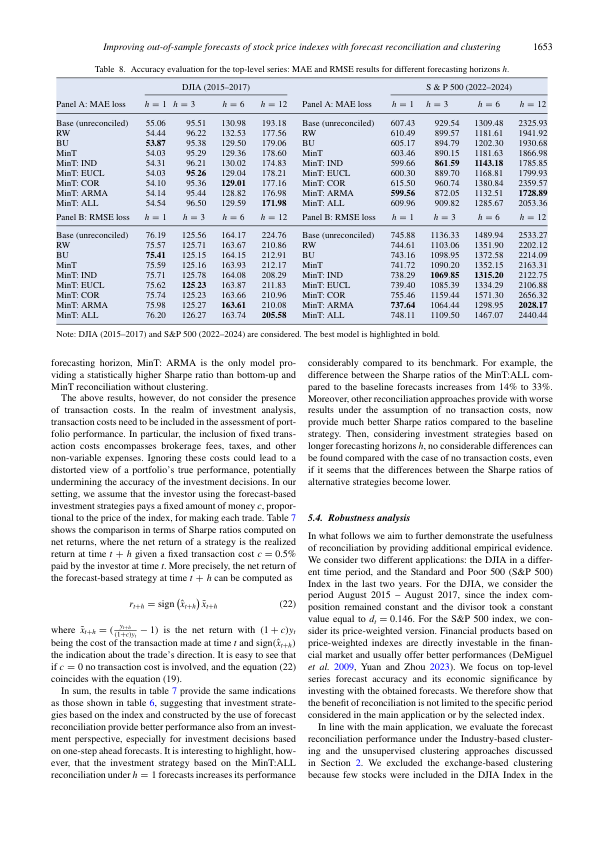 Improving out-of-sample forecasts of stock price indexes with forecast reconciliation and clustering 1653
Table 8. Accuracy evaluation for the top-level series: MAE and RMSE results for different forecasting horizons h.
DJIA (2015–2017) S & P 500 (2022–2024)
Panel A: MAE loss h = 1 h = 3 h = 6 h = 12 Panel A: MAE loss h = 1 h = 3 h = 6 h = 12
Base (unreconciled) 55.06 95.51 130.98 193.18 Base (unreconciled) 607.43 929.54 1309.48 2325.93
RW 54.44 96.22 132.53 177.56 RW 610.49 899.57 1181.61 1941.92
BU 53.87 95.38 129.50 179.06 BU 605.17 894.79 1202.30 1930.68
MinT 54.03 95.29 129.36 178.60 MinT 603.46 890.15 1181.63 1866.98
MinT: IND 54.31 96.21 130.02 174.83 MinT: IND 599.66 861.59 1143.18 1785.85
MinT: EUCL 54.03 95.26 129.04 178.21 MinT: EUCL 600.30 889.70 1168.81 1799.93
MinT: COR 54.10 95.36 129.01 177.16 MinT: COR 615.50 960.74 1380.84 2359.57
MinT: ARMA 54.14 95.44 128.82 176.98 MinT: ARMA 599.56 872.05 1132.51 1728.89
MinT: ALL 54.54 96.50 129.59 171.98 MinT: ALL 609.96 909.82 1285.67 2053.36
Panel B: RMSE loss h = 1 h = 3 h = 6 h = 12 Panel B: RMSE loss h = 1 h = 3 h = 6 h = 12
Base (unreconciled) 76.19 125.56 164.17 224.76 Base (unreconciled) 745.88 1136.33 1489.94 2533.27
RW 75.57 125.71 163.67 210.86 RW 744.61 1103.06 1351.90 2202.12
BU 75.41 125.15 164.15 212.91 BU 743.16 1098.95 1372.58 2214.09
MinT 75.59 125.16 163.93 212.17 MinT 741.72 1090.20 1352.15 2163.31
MinT: IND 75.71 125.78 164.08 208.29 MinT: IND 738.29 1069.85 1315.20 2122.75
MinT: EUCL 75.62 125.23 163.87 211.83 MinT: EUCL 739.40 1085.39 1334.29 2106.88
MinT: COR 75.74 125.23 163.66 210.96 MinT: COR 755.46 1159.44 1571.30 2656.32
MinT: ARMA 75.98 125.27 163.61 210.08 MinT: ARMA 737.64 1064.44 1298.95 2028.17
MinT: ALL 76.20 126.27 163.74 205.58 MinT: ALL 748.11 1109.50 1467.07 2440.44
Note: DJIA (2015–2017) and S&P 500 (2022–2024) are considered. The best model is highlighted in bold.
forecasting horizon, MinT: ARMA is the only model pro-
viding a statistically higher Sharpe ratio than bottom-up and
MinT reconciliation without clustering.
The above results, however, do not consider the presence
of transaction costs. In the realm of investment analysis,
transaction costs need to be included in the assessment of port-
folio performance. In particular, the inclusion of fixed trans-
action costs encompasses brokerage fees, taxes, and other
non-variable expenses. Ignoring these costs could lead to a
distorted view of a portfolio's true performance, potentially
undermining the accuracy of the investment decisions. In our
setting, we assume that the investor using the forecast-based
investment strategies pays a fixed amount of money c, propor-
tional to the price of the index, for making each trade. Table 7
shows the comparison in terms of Sharpe ratios computed on
net returns, where the net return of a strategy is the realized
return at time t + h given a fixed transaction cost c = 0.5%
paid by the investor at time t. More precisely, the net return of
the forecast-based strategy at time t + h can be computed as
r_{t+h} = sign (x̂_{t+h}) x̃_{t+h} (22)
where x̃_{t+h} = (y_{t+h}/(1+c)y_t − 1) is the net return with (1 + c)y_t
being the cost of the transaction made at time t and sign(x̂_{t+h})
the information about the trade's direction. It is easy to see that
if c = 0 no transaction cost is involved, and the equation (22)
coincides with the equation (19).
In sum, the results in table 7 provide the same indications
as those shown in table 6, suggesting that investment strate-
gies based on the index and constructed by the use of forecast
reconciliation provide better performance also from an invest-
ment perspective, especially for investment decisions based
on one-step ahead forecasts. It is interesting to highlight, how-
ever, that the investment strategy based on the MinT:ALL
reconciliation under h = 1 forecasts increases its performance
considerably compared to its benchmark. For example, the
difference between the Sharpe ratios of the MinT:ALL com-
pared to the baseline forecasts increases from 14% to 33%.
Moreover, other reconciliation approaches provide with worse
results under the assumption of no transaction costs, now
provide much better Sharpe ratios compared to the baseline
strategy. Then, considering investment strategies based on
longer forecasting horizons h, no considerable differences can
be found compared with the case of no transaction costs, even
if it seems that the differences between the Sharpe ratios of
alternative strategies become lower.
5.4. Robustness analysis
In what follows we aim to further demonstrate the usefulness
of reconciliation by providing additional empirical evidence.
We consider two different applications: the DJIA in a differ-
ent time period, and the Standard and Poor 500 (S&P 500)
Index in the last two years. For the DJIA, we consider the
period August 2015 – August 2017, since the index com-
position remained constant and the divisor took a constant
value equal to d_t = 0.146. For the S&P 500 index, we con-
sider its price-weighted version. Financial products based on
price-weighted indexes are directly investable in the finan-
cial market and usually offer better performances (DeMiguel
et al. 2009, Yuan and Zhou 2023). We focus on top-level
series forecast accuracy and its economic significance by
investing with the obtained forecasts. We therefore show that
the benefit of reconciliation is not limited to the specific period
considered in the main application or by the selected index.
In line with the main application, we evaluate the forecast
reconciliation performance under the Industry-based cluster-
ing and the unsupervised clustering approaches discussed
in Section 2. We excluded the exchange-based clustering
because few stocks were included in the DJIA Index in the